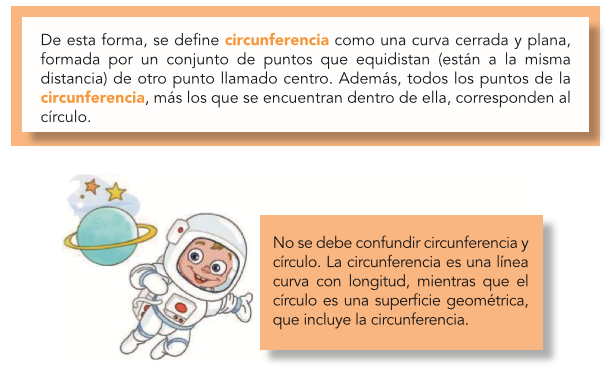 De esta forma, se define circunferencia como una curva cerrada y plana,
formada por un conjunto de puntos que equidistan (están a la misma
distancia) de otro punto llamado centro. Además, todos los puntos de la
circunferencia, más los que se encuentran dentro de ella, corresponden al
círculo.
No se debe confundir circunferencia y
círculo. La circunferencia es una línea
curva con longitud, mientras que el
círculo es una superficie geométrica,
que incluye la circunferencia.